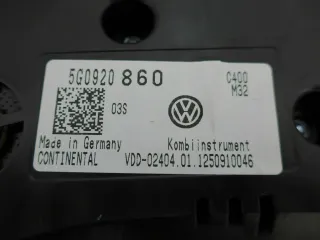 5G0920 860 C400
M32
03S
Made in Germany Kombiinstrument
CONTINENTAL VDD-02404.01.1250910046